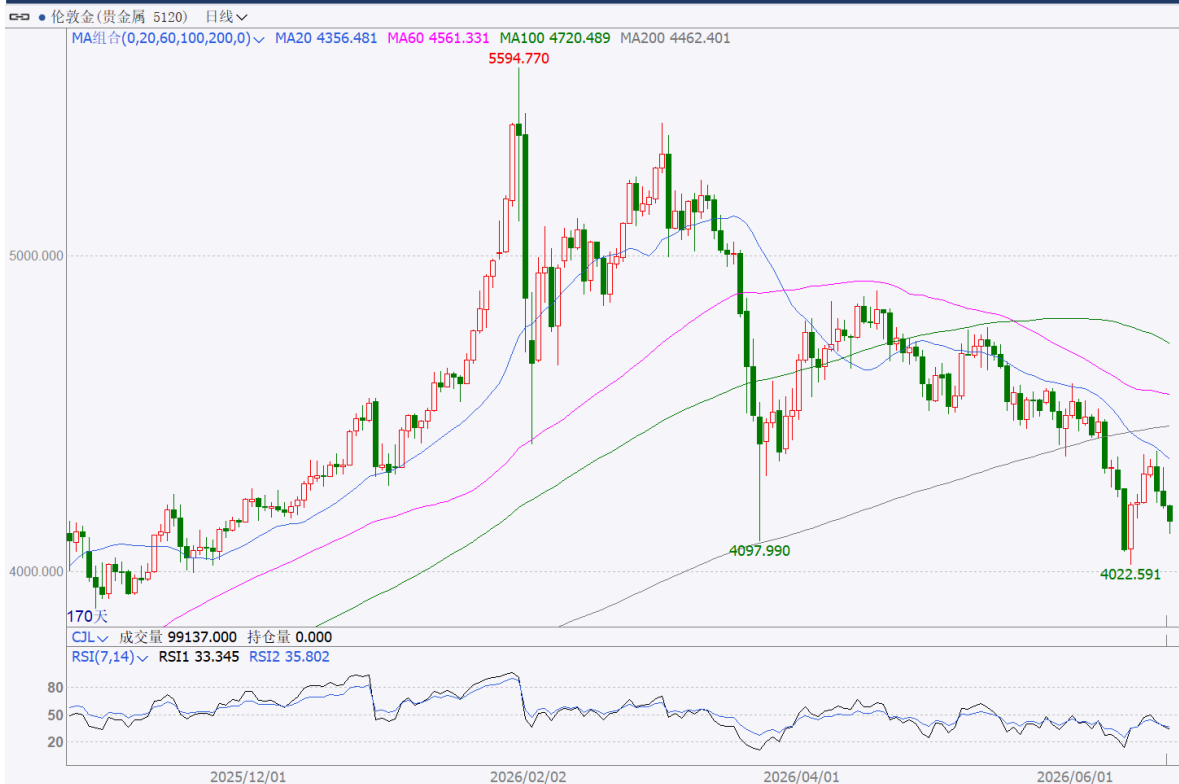 伦敦金(贵金属 5120) 日线
MA组合(0,20,60,100,200,0) MA20 4356.481 MA60 4561.331 MA100 4720.489 MA200 4462.401
5594.770
5000.000
4097.990
4000.000
4022.591
170天
CJL 成交量 99137.000 持仓量 0.000
RSI(7,14) RSI1 33.345 RSI2 35.802
80
50
20
2025/12/01 2026/02/02 2026/04/01 2026/06/01